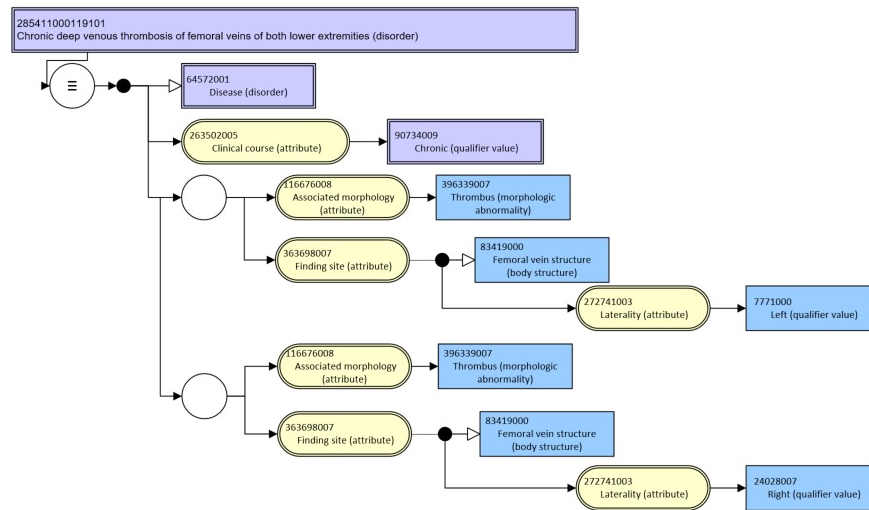 285411000119101
Chronic deep venous thrombosis of femoral veins of both lower extremities (disorder)
≡
64572001
Disease (disorder)
263502005
Clinical course (attribute)
90734009
Chronic (qualifier value)
116676008
Associated morphology
(attribute)
396339007
Thrombus (morphologic
abnormality)
363698007
Finding site (attribute)
83419000
Femoral vein structure
(body structure)
272741003
Laterality (attribute)
7771000
Left (qualifier value)
116676008
Associated morphology
(attribute)
396339007
Thrombus (morphologic
abnormality)
363698007
Finding site (attribute)
83419000
Femoral vein structure
(body structure)
272741003
Laterality (attribute)
24028007
Right (qualifier value)